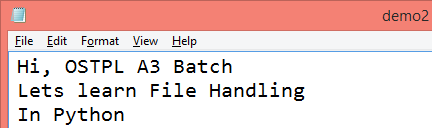 demo2
File Edit Format View Help
Hi, OSTPL A3 Batch
Lets learn File Handling
In Python